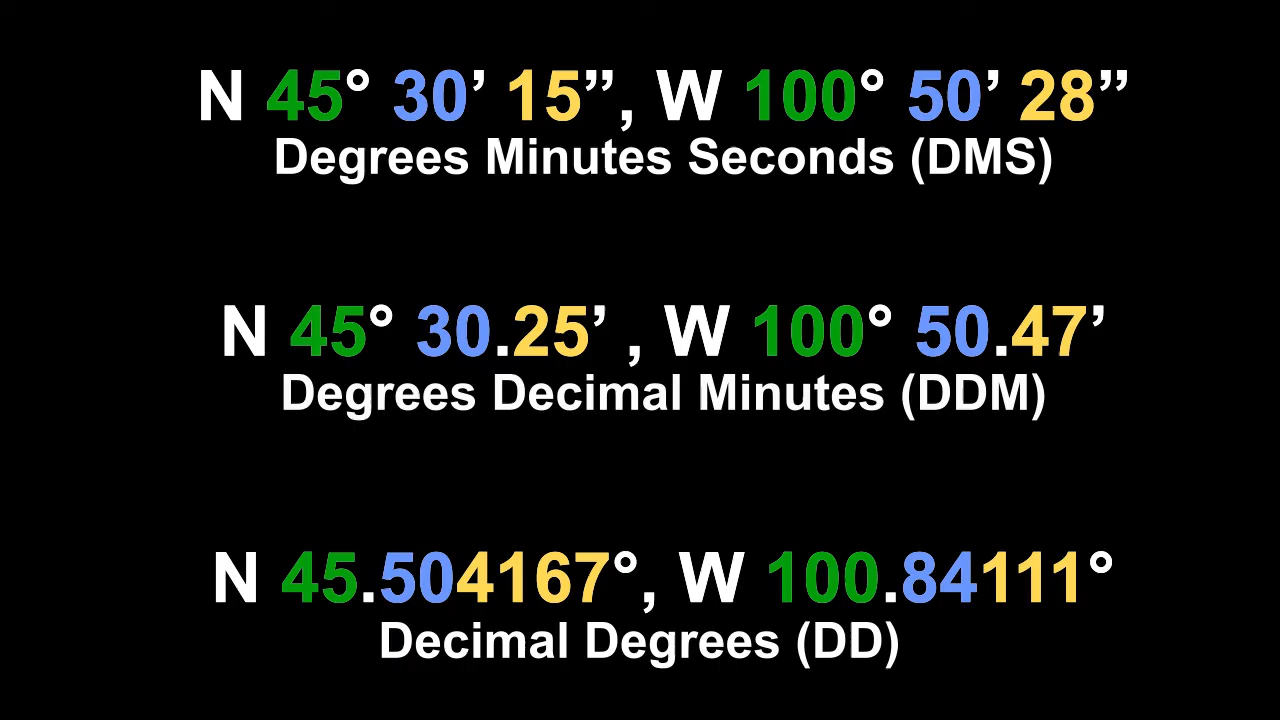 N 45° 30’ 15”, W 100° 50’ 28”
Degrees Minutes Seconds (DMS)
N 45° 30.25’ , W 100° 50.47’
Degrees Decimal Minutes (DDM)
N 45.504167°, W 100.84111°
Decimal Degrees (DD)